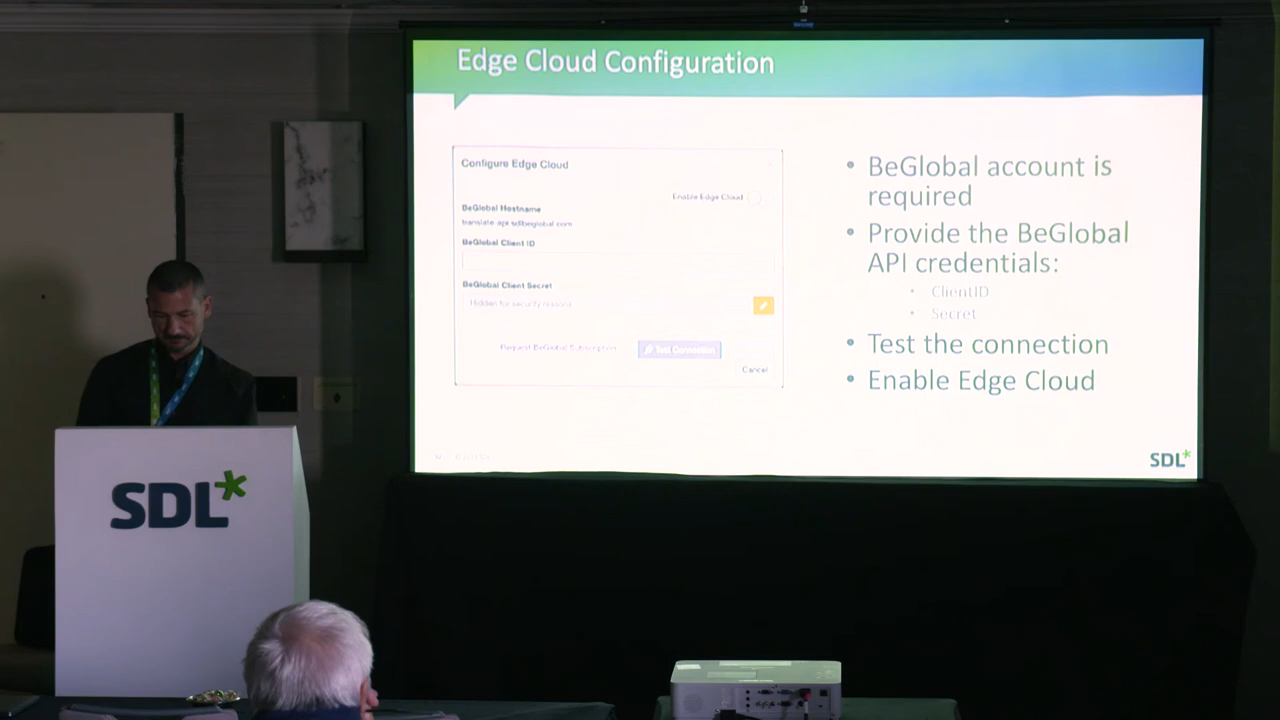 Edge Cloud Configuration
Configure Edge Cloud
Enable Edge Cloud
BeGlobal Hostname
translate-api.sdlbeglobal.com
BeGlobal Client ID
BeGlobal Client Secret
Hidden for security reasons
Request BeGlobal Subscription
Test Connection
Cancel
• BeGlobal account is
required
• Provide the BeGlobal
API credentials:
• ClientID
• Secret
• Test the connection
• Enable Edge Cloud
SDL*
SDL*